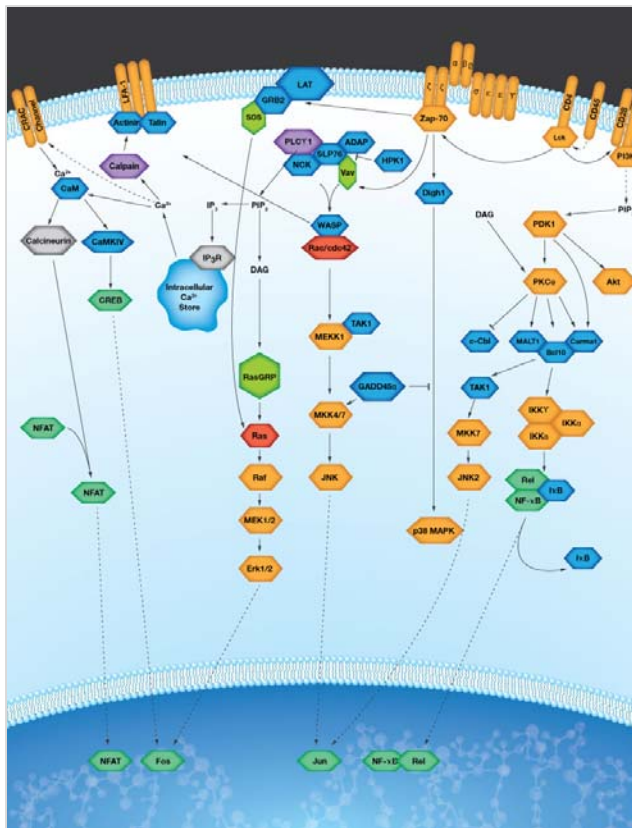 CRAC
Channel
LFA-1
Actinin
Talin
Calpain
Ca²⁺
CaM
Ca²⁺
Calcineurin
CaMKIV
CREB
NFAT
NFAT
LAT
GRB2
SOS
PLCγ1
SLP76
ADAP
NCK
Vav
HPK1
IP₃
PIP₂
IP₃R
Intracellular
Ca²⁺
Store
DAG
WASP
Rac/cdc42
RasGRP
MEKK1
TAK1
GADD45α
MKK4/7
JNK
Ras
Raf
MEK1/2
Erk1/2
ζ
ζ
α
β
α
ε
ε
γ
Zap-70
Digh1
p38 MAPK
CD4
CD45
CD28
Lck
PI3K
PIP
PDK1
DAG
PKCθ
Akt
c-Cbl
MALT1
Bcl10
Carma1
TAK1
MKK7
JNK2
IKKγ
IKKα
IKKs
Rel
NF-κB
IκB
IκB
NFAT
Fos
Jun
NF-κB
Rel